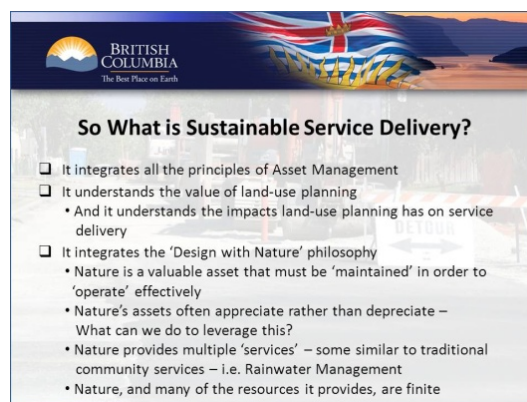 BRITISH
COLUMBIA
The Best Place on Earth
So What is Sustainable Service Delivery?
❑ It integrates all the principles of Asset Management
❑ It understands the value of land-use planning
• And it understands the impacts land-use planning has on service
delivery
❑ It integrates the ‘Design with Nature’ philosophy
• Nature is a valuable asset that must be ‘maintained’ in order to
‘operate’ effectively
• Nature’s assets often appreciate rather than depreciate –
What can we do to leverage this?
• Nature provides multiple ‘services’ – some similar to traditional
community services – i.e. Rainwater Management
• Nature, and many of the resources it provides, are finite
DETOUR